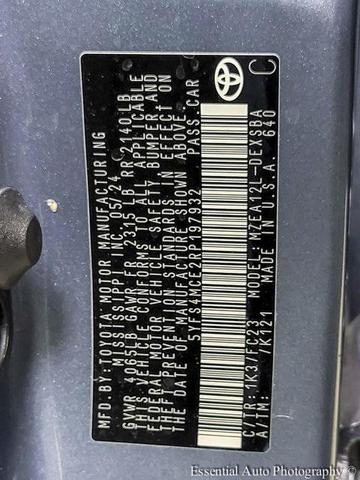 MFD. BY: TOYOTA MOTOR MANUFACTURING
MISSISSIPPI INC. 05/24
GVWR 4065LB GAWR FR 2315 LB RR 2140 LB
THIS VEHICLE CONFORMS TO ALL APPLICABLE
FEDERAL MOTOR VEHICLE SAFETY, BUMPER AND
THEFT PREVENTION STANDARDS IN EFFECT ON
THE DATE OF MANUFACTURE SHOWN ABOVE.
5YFS4MCE2RP197932 PASS.CAR
C/TR:1K3/FC23 MODEL:MZEA12L-DEXSBA
A/TM: /K121 MADE IN U.S.A. 640
TOYOTA
C
Essential Auto Photography ©